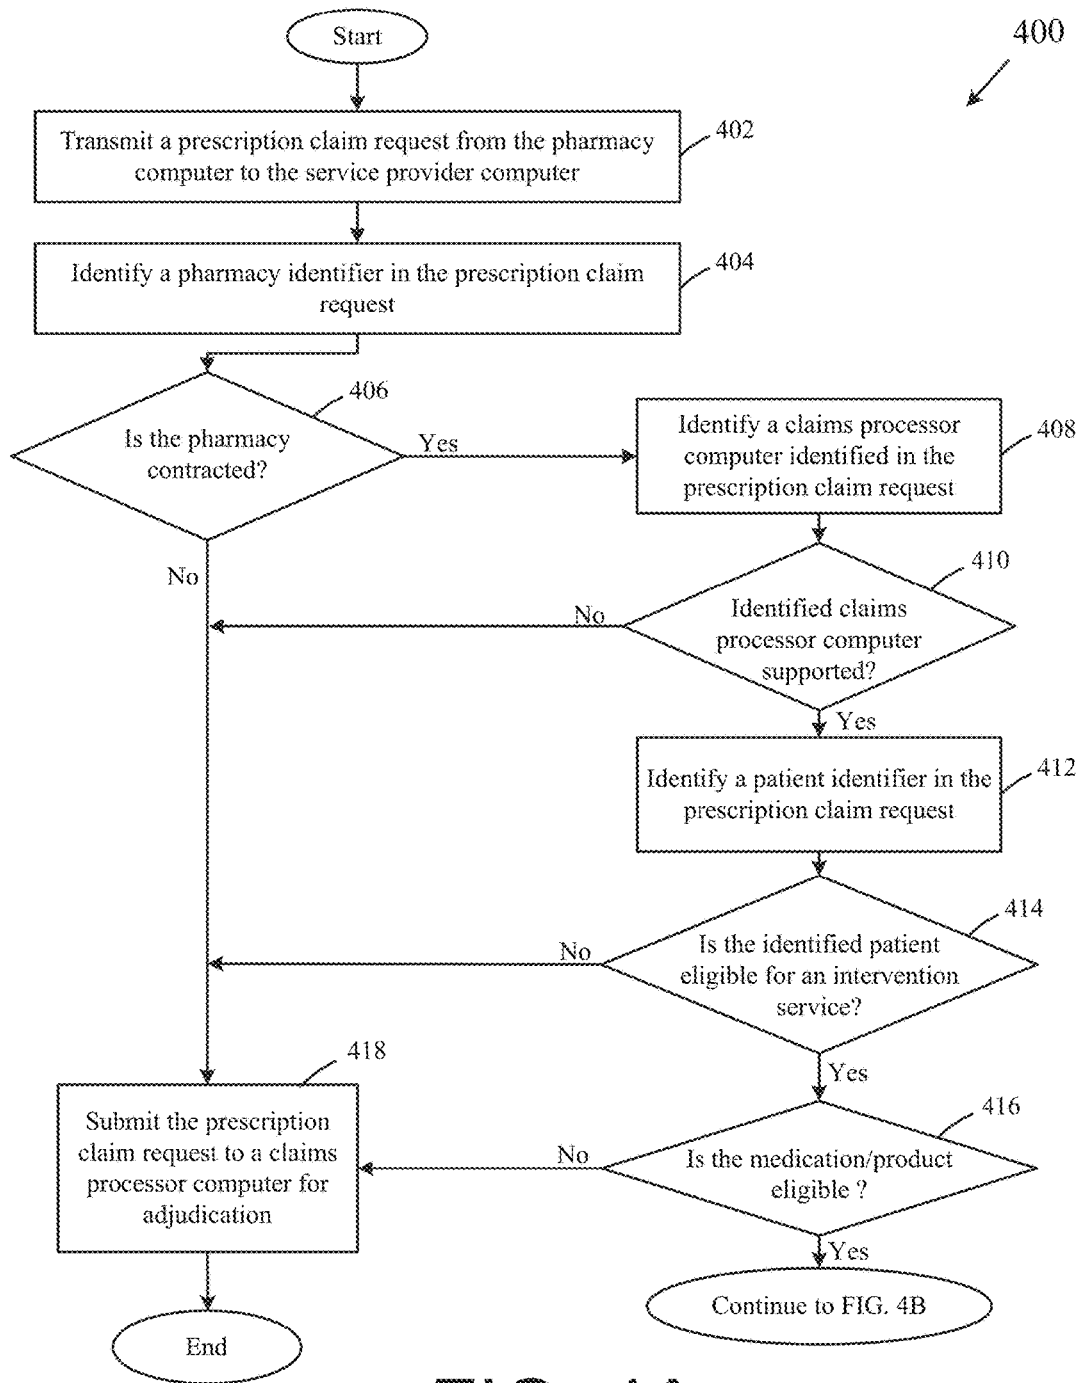 Start
400
Transmit a prescription claim request from the pharmacy
computer to the service provider computer
402
Identify a pharmacy identifier in the prescription claim
request
404
Is the pharmacy
contracted?
406
Yes
No
Identify a claims processor
computer identified in the
prescription claim request
408
Identified claims
processor computer
supported?
410
No
Yes
Identify a patient identifier in the
prescription claim request
412
Is the identified patient
eligible for an intervention
service?
414
No
Yes
Is the medication/product
eligible ?
416
No
Yes
Submit the prescription
claim request to a claims
processor computer for
adjudication
418
Continue to FIG. 4B
End